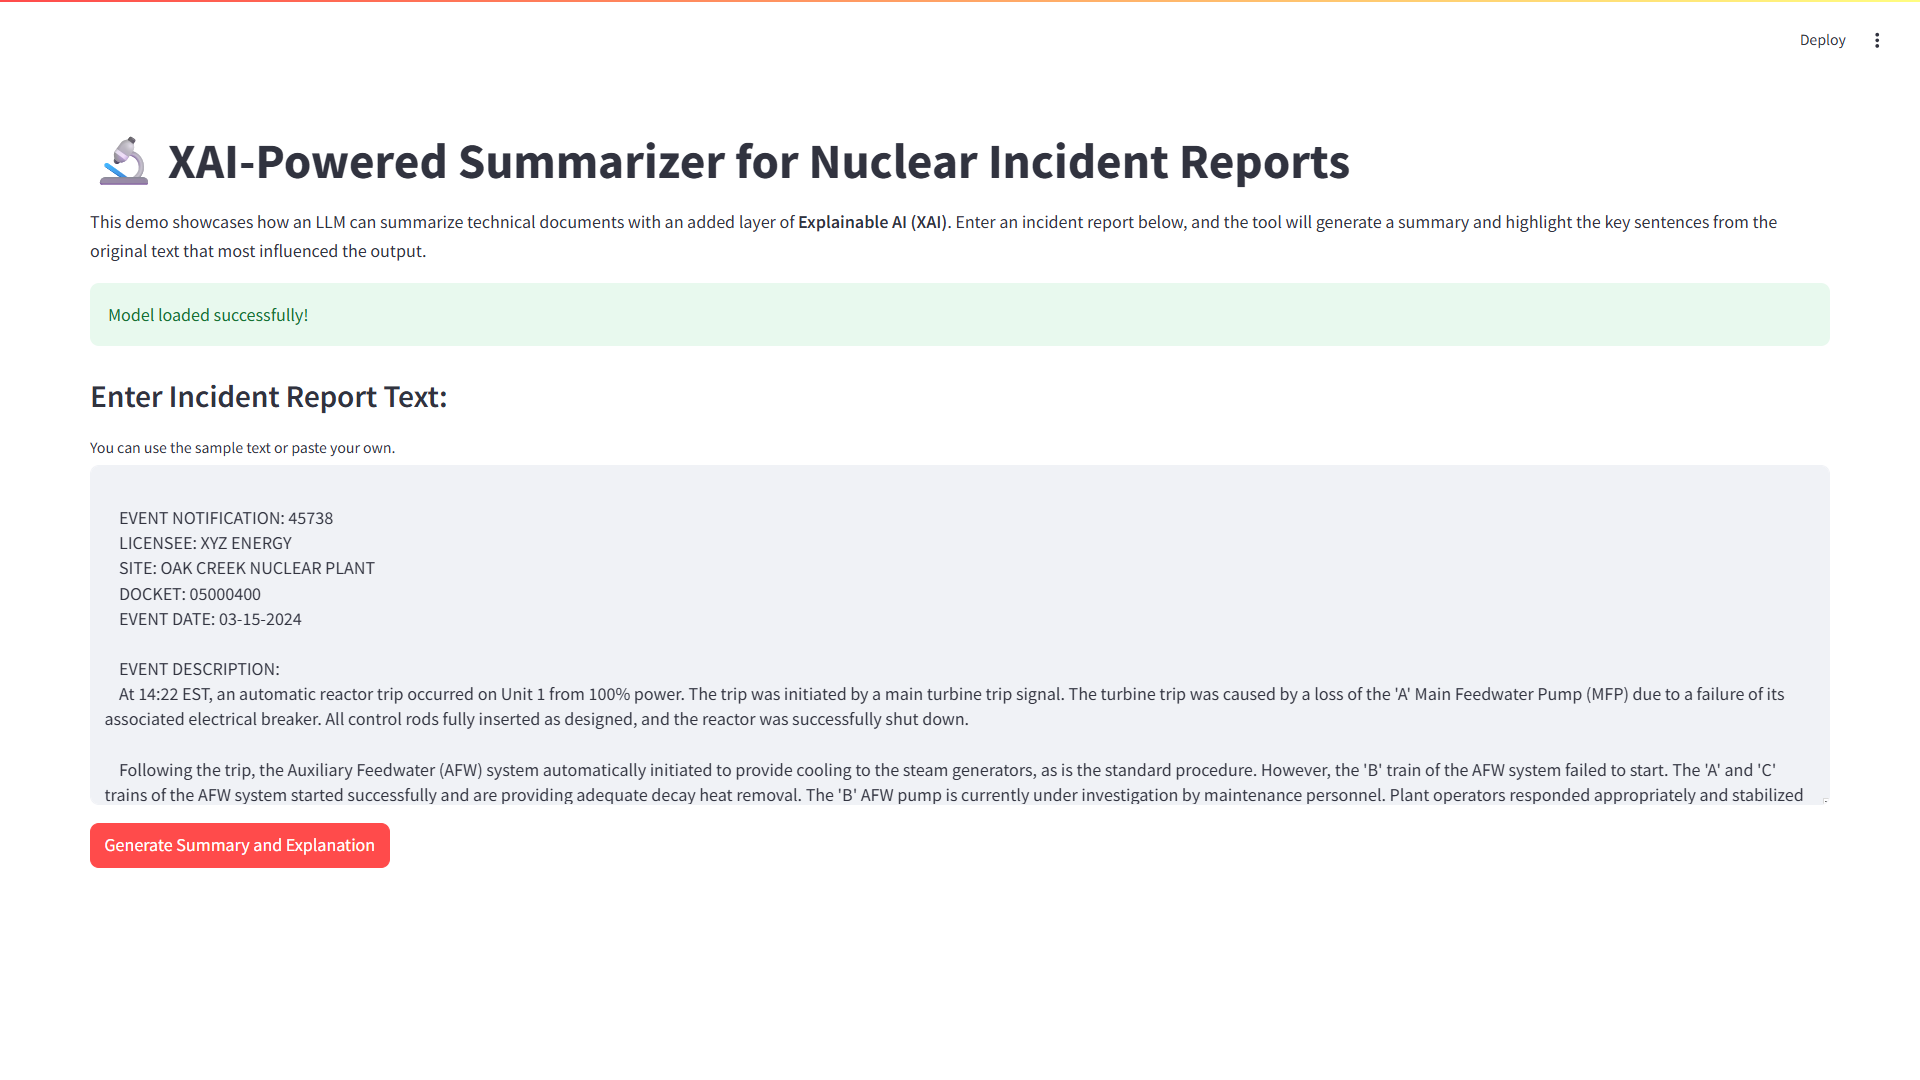 Deploy
XAI-Powered Summarizer for Nuclear Incident Reports
This demo showcases how an LLM can summarize technical documents with an added layer of Explainable AI (XAI). Enter an incident report below, and the tool will generate a summary and highlight the key sentences from the
original text that most influenced the output.
Model loaded successfully!
Enter Incident Report Text:
You can use the sample text or paste your own.
EVENT NOTIFICATION: 45738
LICENSEE: XYZ ENERGY
SITE: OAK CREEK NUCLEAR PLANT
DOCKET: 05000400
EVENT DATE: 03-15-2024
EVENT DESCRIPTION:
At 14:22 EST, an automatic reactor trip occurred on Unit 1 from 100% power. The trip was initiated by a main turbine trip signal. The turbine trip was caused by a loss of the 'A' Main Feedwater Pump (MFP) due to a failure of its
associated electrical breaker. All control rods fully inserted as designed, and the reactor was successfully shut down.
Following the trip, the Auxiliary Feedwater (AFW) system automatically initiated to provide cooling to the steam generators, as is the standard procedure. However, the 'B' train of the AFW system failed to start. The 'A' and 'C'
trains of the AFW system started successfully and are providing adequate decay heat removal. The 'B' AFW pump is currently under investigation by maintenance personnel. Plant operators responded appropriately and stabilized
Generate Summary and Explanation